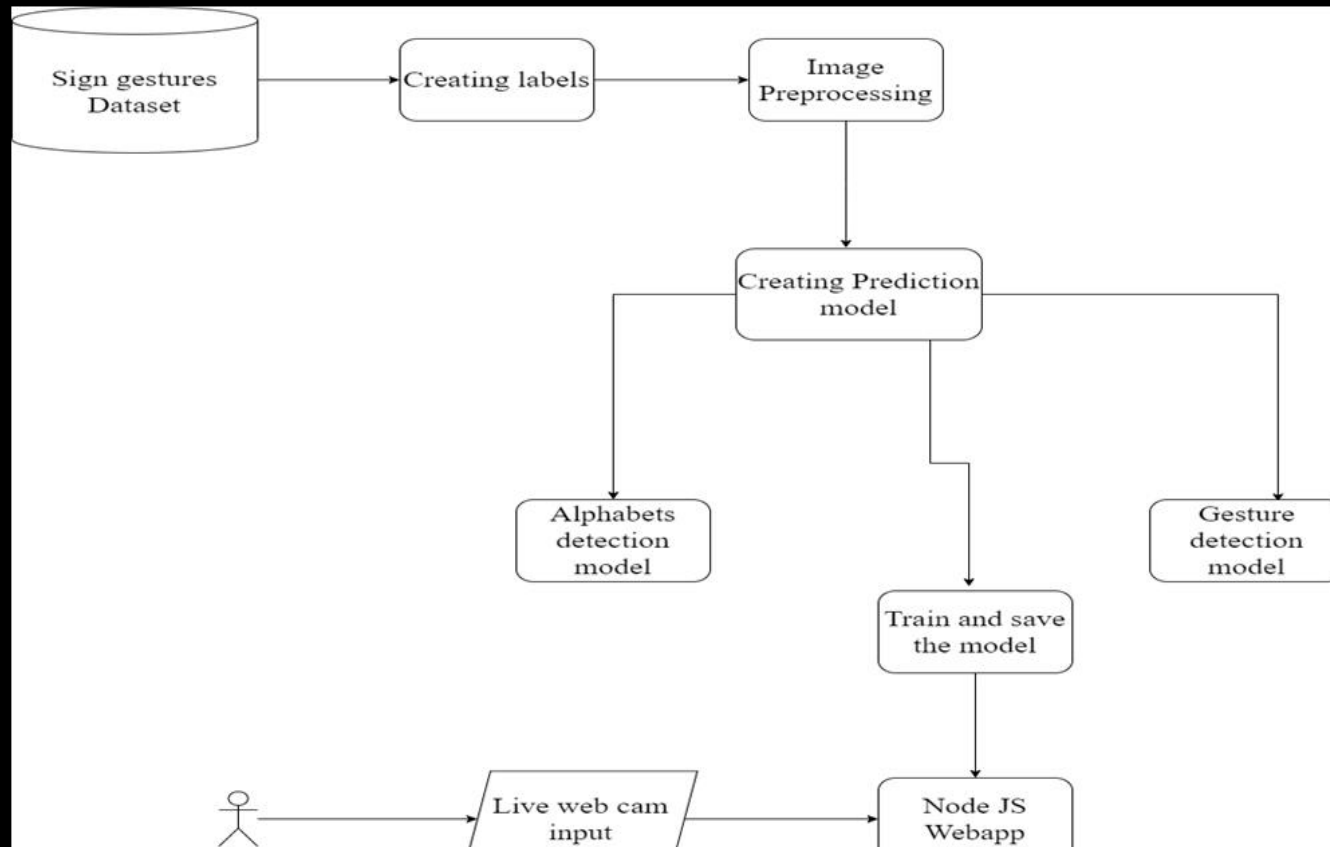 Sign gestures
Dataset
Creating labels
Image
Preprocessing
Creating Prediction
model
Alphabets
detection
model
Gesture
detection
model
Train and save
the model
Live web cam
input
Node JS
Webapp